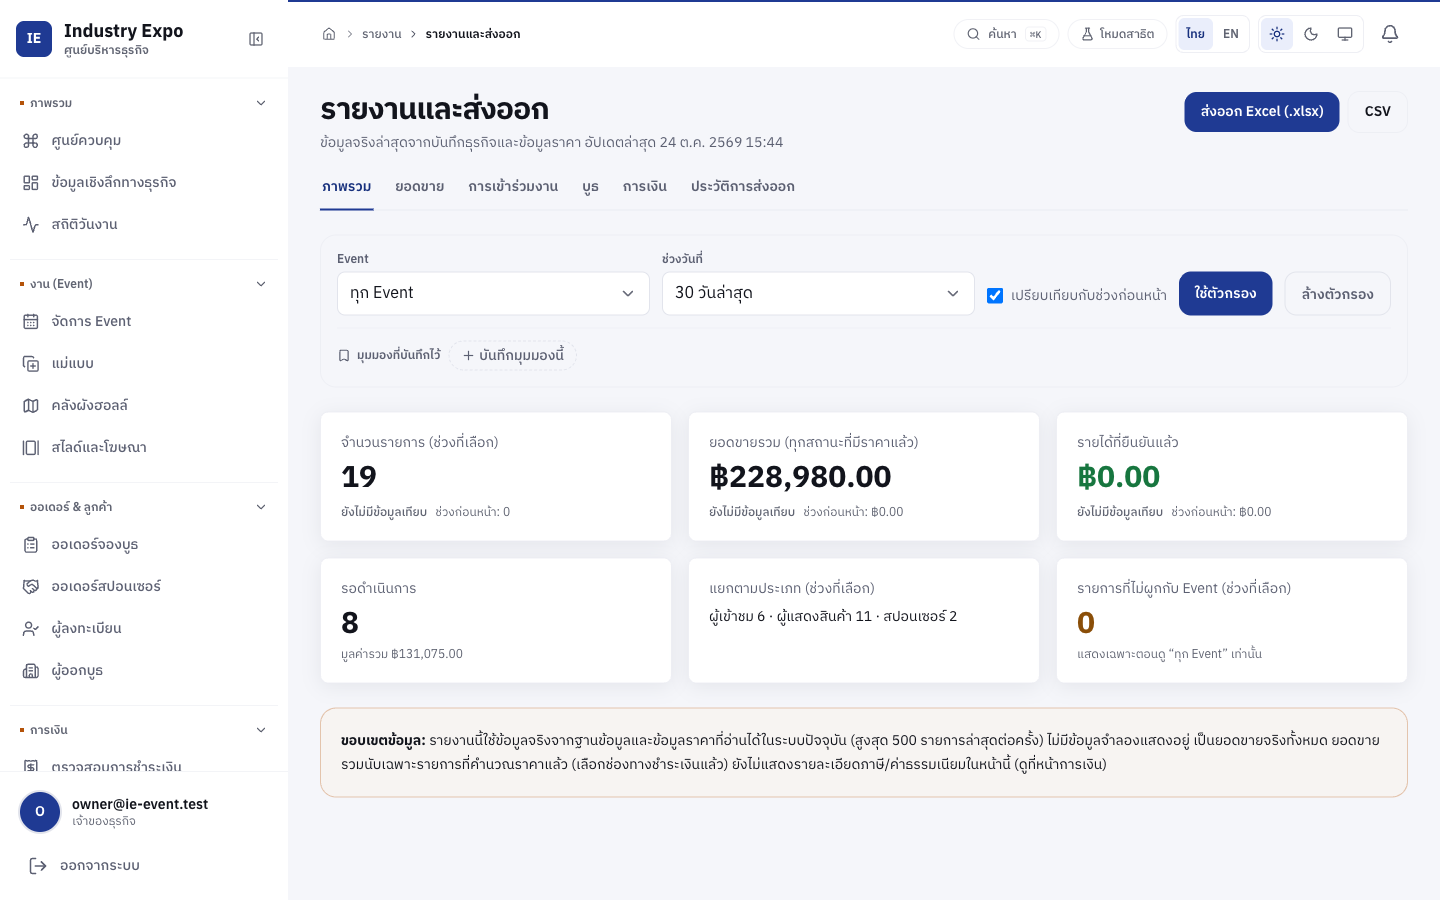 IE
Industry Expo
ศูนย์บริหารธุรกิจ
ภาพรวม
ศูนย์ควบคุม
ข้อมูลเชิงลึกทางธุรกิจ
สถิติวันงาน
งาน (Event)
จัดการ Event
แม่แบบ
คลังผังฮอลล์
สไลด์และโฆษณา
ออเดอร์ & ลูกค้า
ออเดอร์จองบูธ
ออเดอร์สปอนเซอร์
ผู้ลงทะเบียน
ผู้ออกบูธ
การเงิน
ตรวจสอบการชำระเงิน
O
owner@ie-event.test
เจ้าของธุรกิจ
ออกจากระบบ
รายงาน
รายงานและส่งออก
ค้นหา ⌘K
โหมดสาธิต
ไทย EN
รายงานและส่งออก
ข้อมูลจริงล่าสุดจากบันทึกธุรกิจและข้อมูลราคา อัปเดตล่าสุด 24 ต.ค. 2569 15:44
ส่งออก Excel (.xlsx)
CSV
ภาพรวม ยอดขาย การเข้าร่วมงาน บูธ การเงิน ประวัติการส่งออก
Event
ทุก Event
ช่วงวันที่
30 วันล่าสุด
เปรียบเทียบกับช่วงก่อนหน้า
ใช้ตัวกรอง
ล้างตัวกรอง
มุมมองที่บันทึกไว้
+ บันทึกมุมมองนี้
จำนวนรายการ (ช่วงที่เลือก)
19
ยังไม่มีข้อมูลเทียบ ช่วงก่อนหน้า: 0
ยอดขายรวม (ทุกสถานะที่มีราคาแล้ว)
฿228,980.00
ยังไม่มีข้อมูลเทียบ ช่วงก่อนหน้า: ฿0.00
รายได้ที่ยืนยันแล้ว
฿0.00
ยังไม่มีข้อมูลเทียบ ช่วงก่อนหน้า: ฿0.00
รอดำเนินการ
8
มูลค่ารวม ฿131,075.00
แยกตามประเภท (ช่วงที่เลือก)
ผู้เข้าชม 6 · ผู้แสดงสินค้า 11 · สปอนเซอร์ 2
รายการที่ไม่ผูกกับ Event (ช่วงที่เลือก)
0
แสดงเฉพาะตอนดู “ทุก Event” เท่านั้น
ขอบเขตข้อมูล: รายงานนี้ใช้ข้อมูลจริงจากฐานข้อมูลและข้อมูลราคาที่อ่านได้ในระบบปัจจุบัน (สูงสุด 500 รายการล่าสุดต่อครั้ง) ไม่มีข้อมูลจำลองแสดงอยู่ เป็นยอดขายจริงทั้งหมด ยอดขาย
รวมนับเฉพาะรายการที่คำนวณราคาแล้ว (เลือกช่องทางชำระเงินแล้ว) ยังไม่แสดงรายละเอียดภาษี/ค่าธรรมเนียมในหน้านี้ (ดูที่หน้าการเงิน)